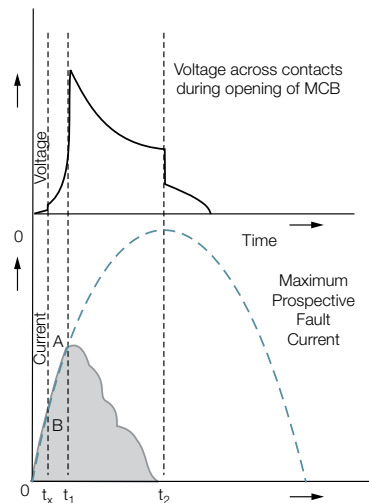 Voltage across contacts
during opening of MCB
Voltage
0
Time
Maximum
Prospective
Fault
Current
Current
A
B
0
tx t1 t2